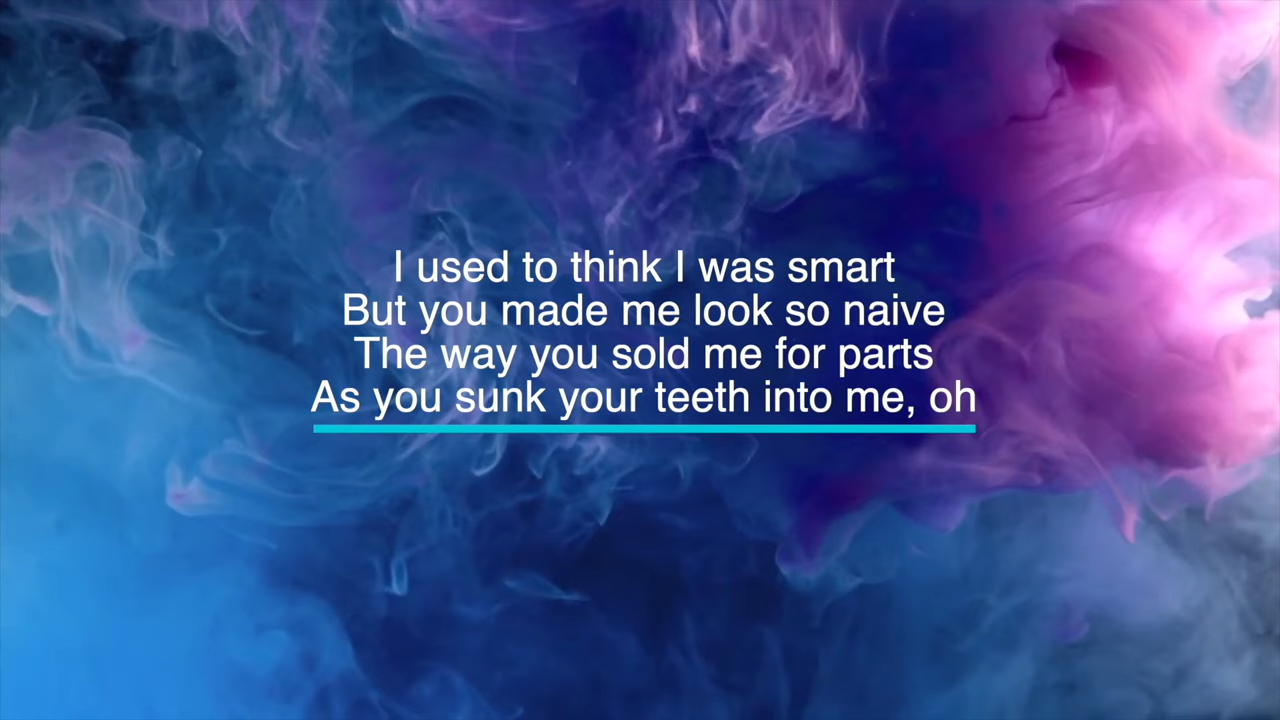 I used to think I was smart
But you made me look so naive
The way you sold me for parts
As you sunk your teeth into me, oh